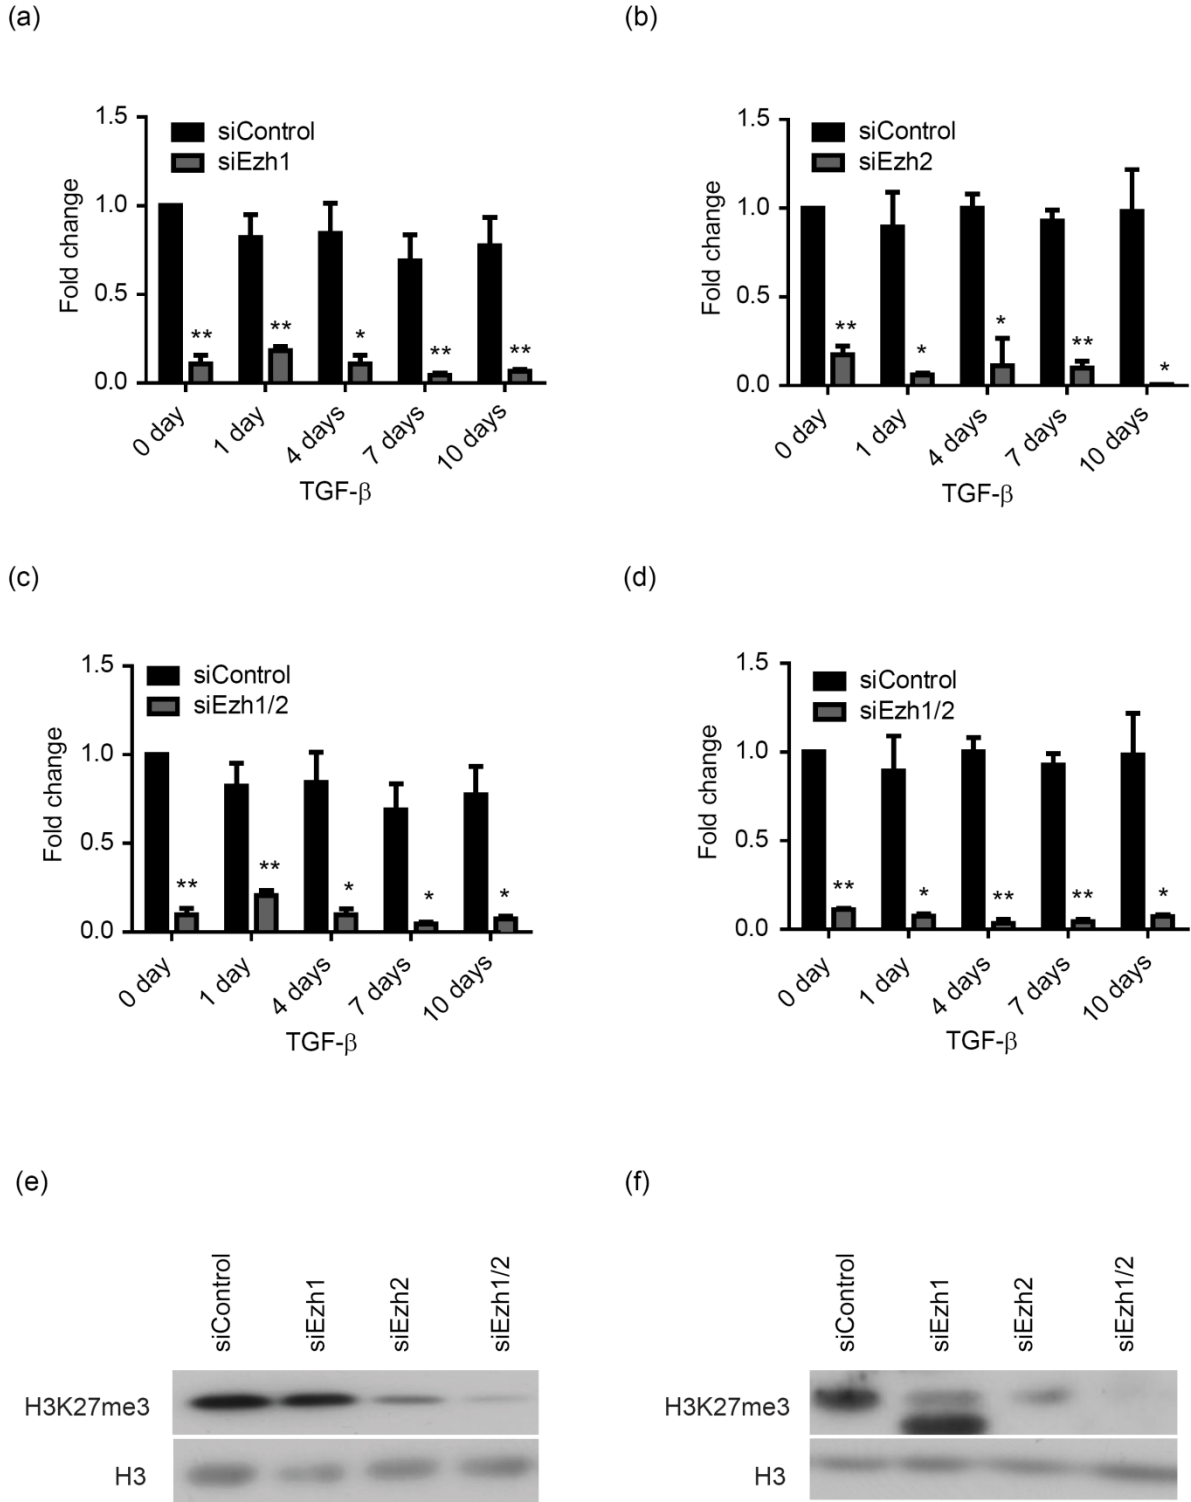 (a)
1.5
1.0
0.5
0.0
Fold change
siControl
siEzh1
**
**
*
**
**
0 day
1 day
4 days
7 days
10 days
TGF-β
(b)
1.5
1.0
0.5
0.0
Fold change
siControl
siEzh2
**
*
*
**
*
0 day
1 day
4 days
7 days
10 days
TGF-β
(c)
1.5
1.0
0.5
0.0
Fold change
siControl
siEzh1/2
**
**
*
*
*
0 day
1 day
4 days
7 days
10 days
TGF-β
(d)
1.5
1.0
0.5
0.0
Fold change
siControl
siEzh1/2
**
*
**
**
*
0 day
1 day
4 days
7 days
10 days
TGF-β
(e)
siControl
siEzh1
siEzh2
siEzh1/2
H3K27me3
H3
(f)
siControl
siEzh1
siEzh2
siEzh1/2
H3K27me3
H3